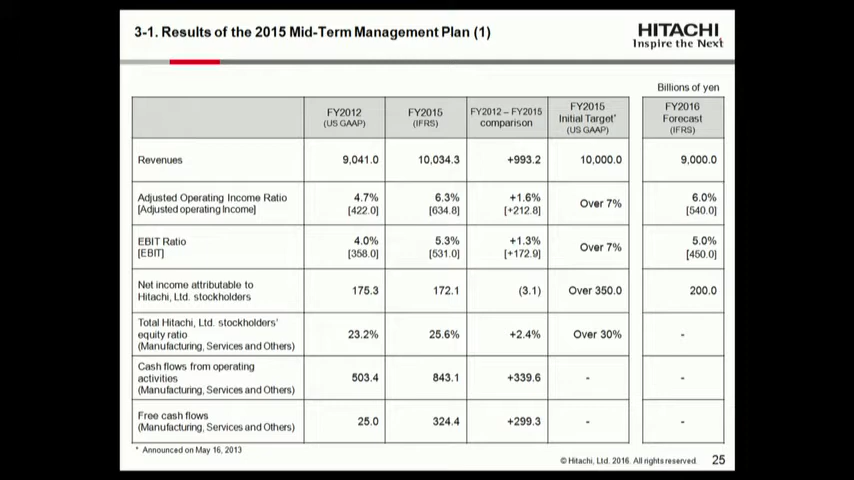 3-1. Results of the 2015 Mid-Term Management Plan (1)
HITACHI
Inspire the Next
Billions of yen
FY2012 (US GAAP) FY2015 (IFRS) FY2012 – FY2015 comparison FY2015 Initial Target* (US GAAP) FY2016 Forecast (IFRS)
Revenues 9,041.0 10,034.3 +993.2 10,000.0 9,000.0
Adjusted Operating Income Ratio 4.7% 6.3% +1.6% Over 7% 6.0%
[Adjusted operating Income] [422.0] [634.8] [+212.8] [540.0]
EBIT Ratio 4.0% 5.3% +1.3% Over 7% 5.0%
[EBIT] [358.0] [531.0] [+172.9] [450.0]
Net income attributable to
Hitachi, Ltd. stockholders 175.3 172.1 (3.1) Over 350.0 200.0
Total Hitachi, Ltd. stockholders'
equity ratio 23.2% 25.6% +2.4% Over 30% -
(Manufacturing, Services and Others)
Cash flows from operating
activities 503.4 843.1 +339.6 - -
(Manufacturing, Services and Others)
Free cash flows 25.0 324.4 +299.3 - -
(Manufacturing, Services and Others)
* Announced on May 16, 2013
© Hitachi, Ltd. 2016. All rights reserved. 25